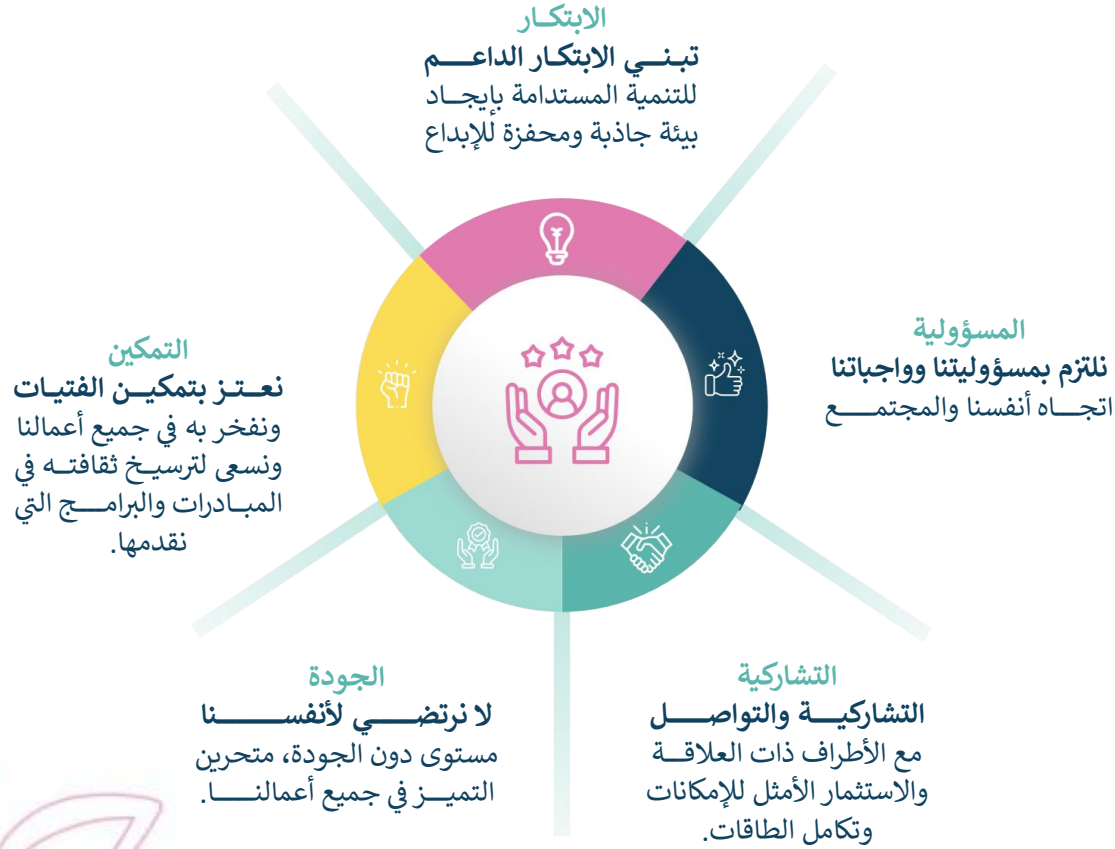 الابتكار
تبني الابتكار الداعم
للتنمية المستدامة بإيجاد
بيئة جاذبة ومحفزة للإبداع
المسؤولية
نلتزم بمسؤوليتنا وواجباتنا
اتجاه أنفسنا والمجتمع
التمكين
نعتز بتمكين الفتيات
ونفخر به في جميع أعمالنا
ونسعى لترسيخ ثقافته في
المبادرات والبرامج التي
نقدمها.
التشاركية
التشاركية والتواصل
مع الأطراف ذات العلاقة
والاستثمار الأمثل للإمكانات
وتكامل الطاقات.
الجودة
لا نرتضي لأنفسنا
مستوى دون الجودة، متحرين
التميز في جميع أعمالنا.